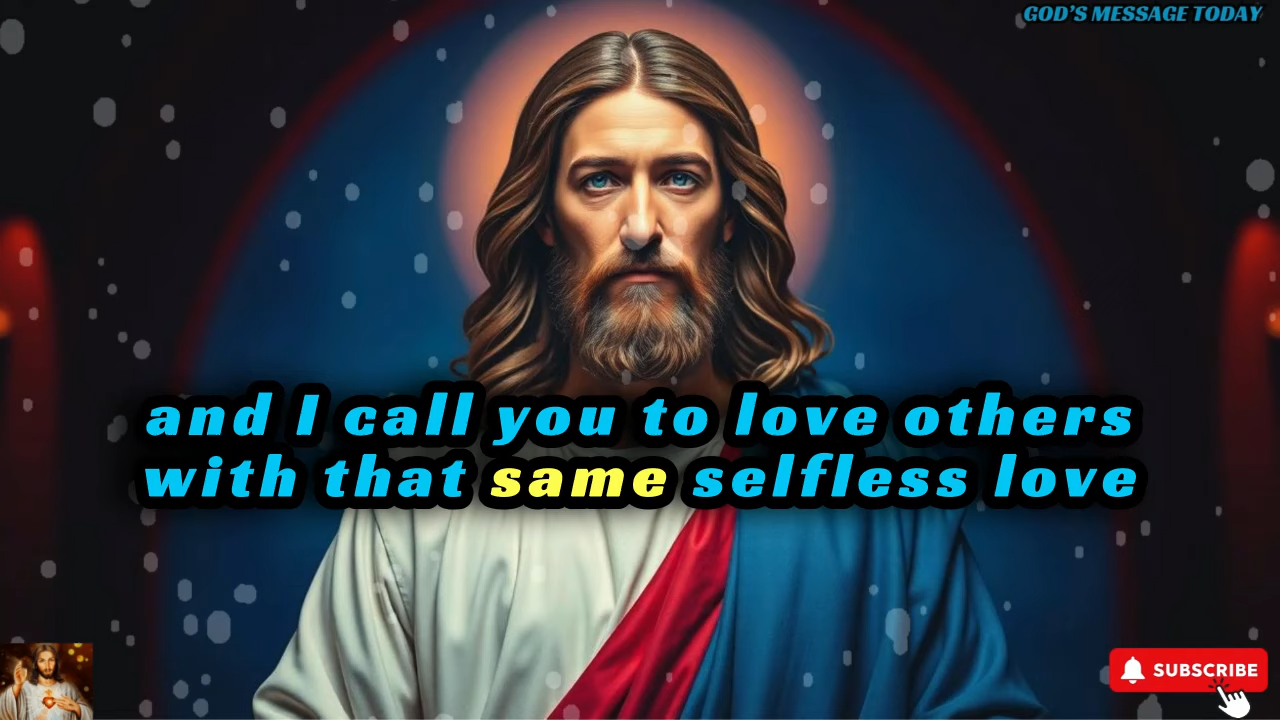 GOD'S MESSAGE TODAY
and I call you to love others
with that same selfless love
SUBSCRIBE